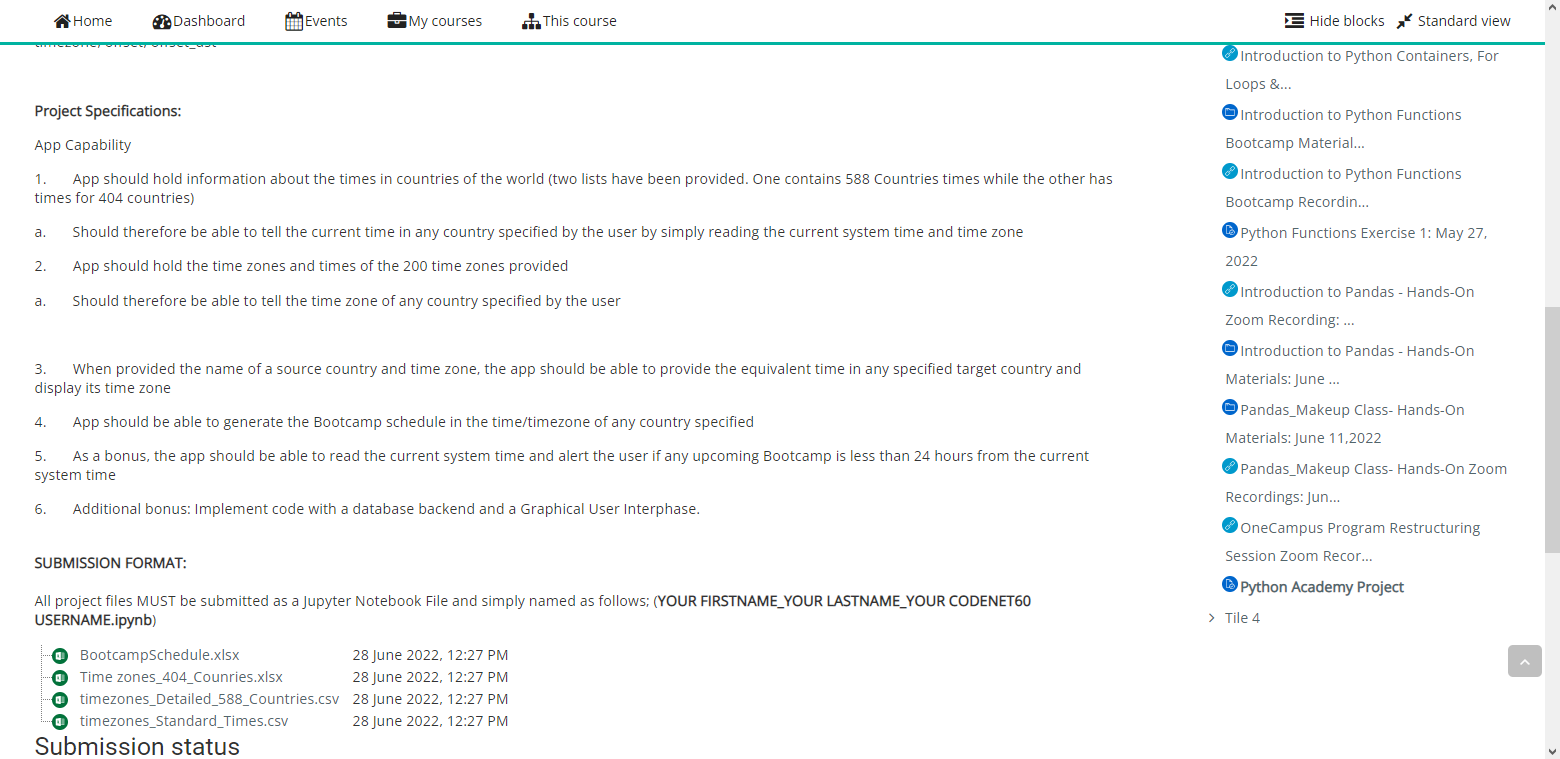 Home Dashboard Events My courses This course Hide blocks Standard view
timezone, offset, offset_dst
Project Specifications:
App Capability
1. App should hold information about the times in countries of the world (two lists have been provided. One contains 588 Countries times while the other has
times for 404 countries)
a. Should therefore be able to tell the current time in any country specified by the user by simply reading the current system time and time zone
2. App should hold the time zones and times of the 200 time zones provided
a. Should therefore be able to tell the time zone of any country specified by the user
3. When provided the name of a source country and time zone, the app should be able to provide the equivalent time in any specified target country and
display its time zone
4. App should be able to generate the Bootcamp schedule in the time/timezone of any country specified
5. As a bonus, the app should be able to read the current system time and alert the user if any upcoming Bootcamp is less than 24 hours from the current
system time
6. Additional bonus: Implement code with a database backend and a Graphical User Interphase.
SUBMISSION FORMAT:
All project files MUST be submitted as a Jupyter Notebook File and simply named as follows; (YOUR FIRSTNAME_YOUR LASTNAME_YOUR CODENET60
USERNAME.ipynb)
BootcampSchedule.xlsx 28 June 2022, 12:27 PM
Time zones_404_Counries.xlsx 28 June 2022, 12:27 PM
timezones_Detailed_588_Countries.csv 28 June 2022, 12:27 PM
timezones_Standard_Times.csv 28 June 2022, 12:27 PM
Submission status
Introduction to Python Containers, For
Loops &...
Introduction to Python Functions
Bootcamp Material...
Introduction to Python Functions
Bootcamp Recordin...
Python Functions Exercise 1: May 27,
2022
Introduction to Pandas - Hands-On
Zoom Recording: ...
Introduction to Pandas - Hands-On
Materials: June ...
Pandas_Makeup Class- Hands-On
Materials: June 11,2022
Pandas_Makeup Class- Hands-On Zoom
Recordings: Jun...
OneCampus Program Restructuring
Session Zoom Recor...
Python Academy Project
Tile 4